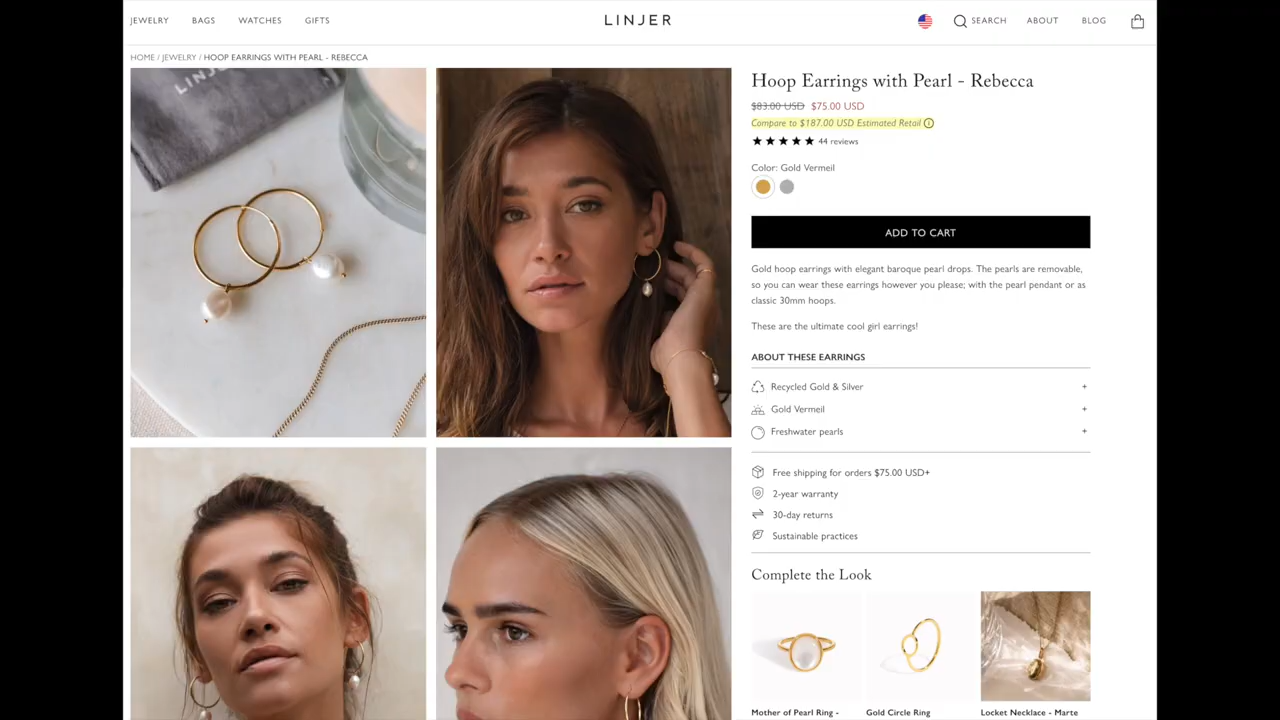 JEWELRY BAGS WATCHES GIFTS LINJER SEARCH ABOUT BLOG
HOME / JEWELRY / HOOP EARRINGS WITH PEARL - REBECCA
LINJ
Hoop Earrings with Pearl - Rebecca
$83.00 USD $75.00 USD
Compare to $187.00 USD Estimated Retail
44 reviews
Color: Gold Vermeil
ADD TO CART
Gold hoop earrings with elegant baroque pearl drops. The pearls are removable,
so you can wear these earrings however you please; with the pearl pendant or as
classic 30mm hoops.
These are the ultimate cool girl earrings!
ABOUT THESE EARRINGS
Recycled Gold & Silver +
Gold Vermeil +
Freshwater pearls +
Free shipping for orders $75.00 USD+
2-year warranty
30-day returns
Sustainable practices
Complete the Look
Mother of Pearl Ring - Gold Circle Ring Locket Necklace - Marte